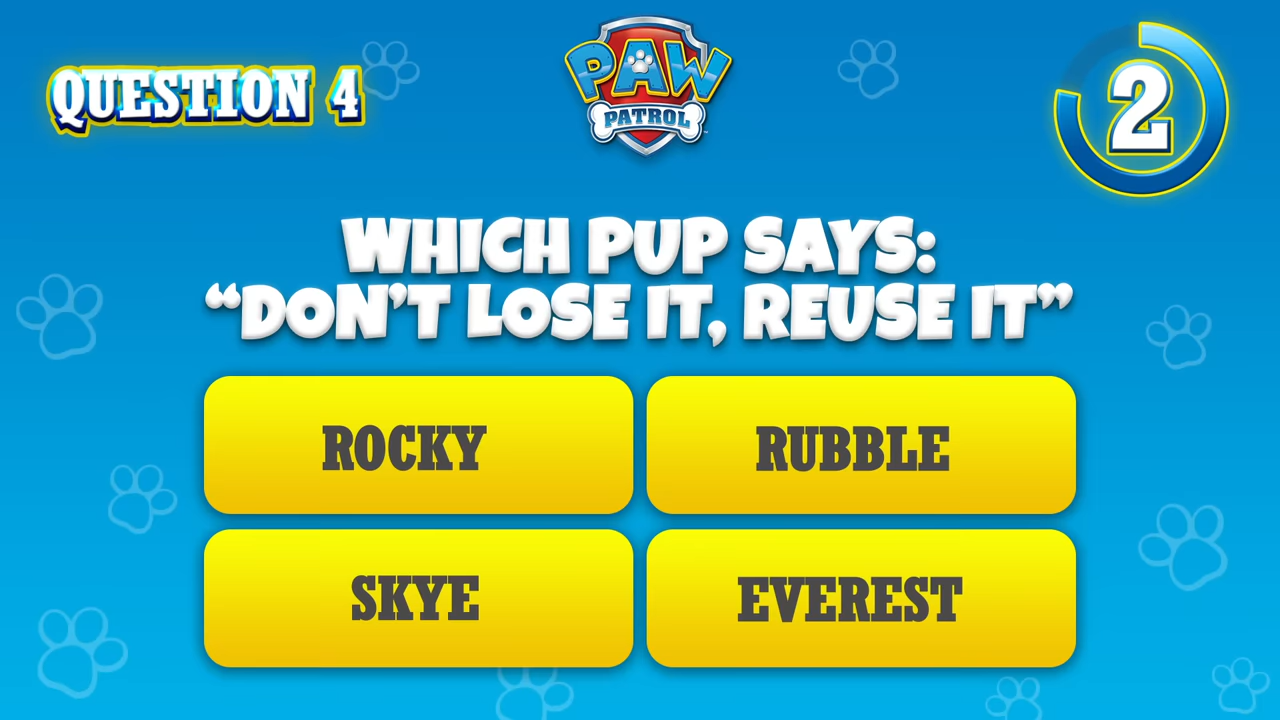 QUESTION 4
PAW
PATROL
2
WHICH PUP SAYS:
“DON’T LOSE IT, REUSE IT”
ROCKY
RUBBLE
SKYE
EVEREST